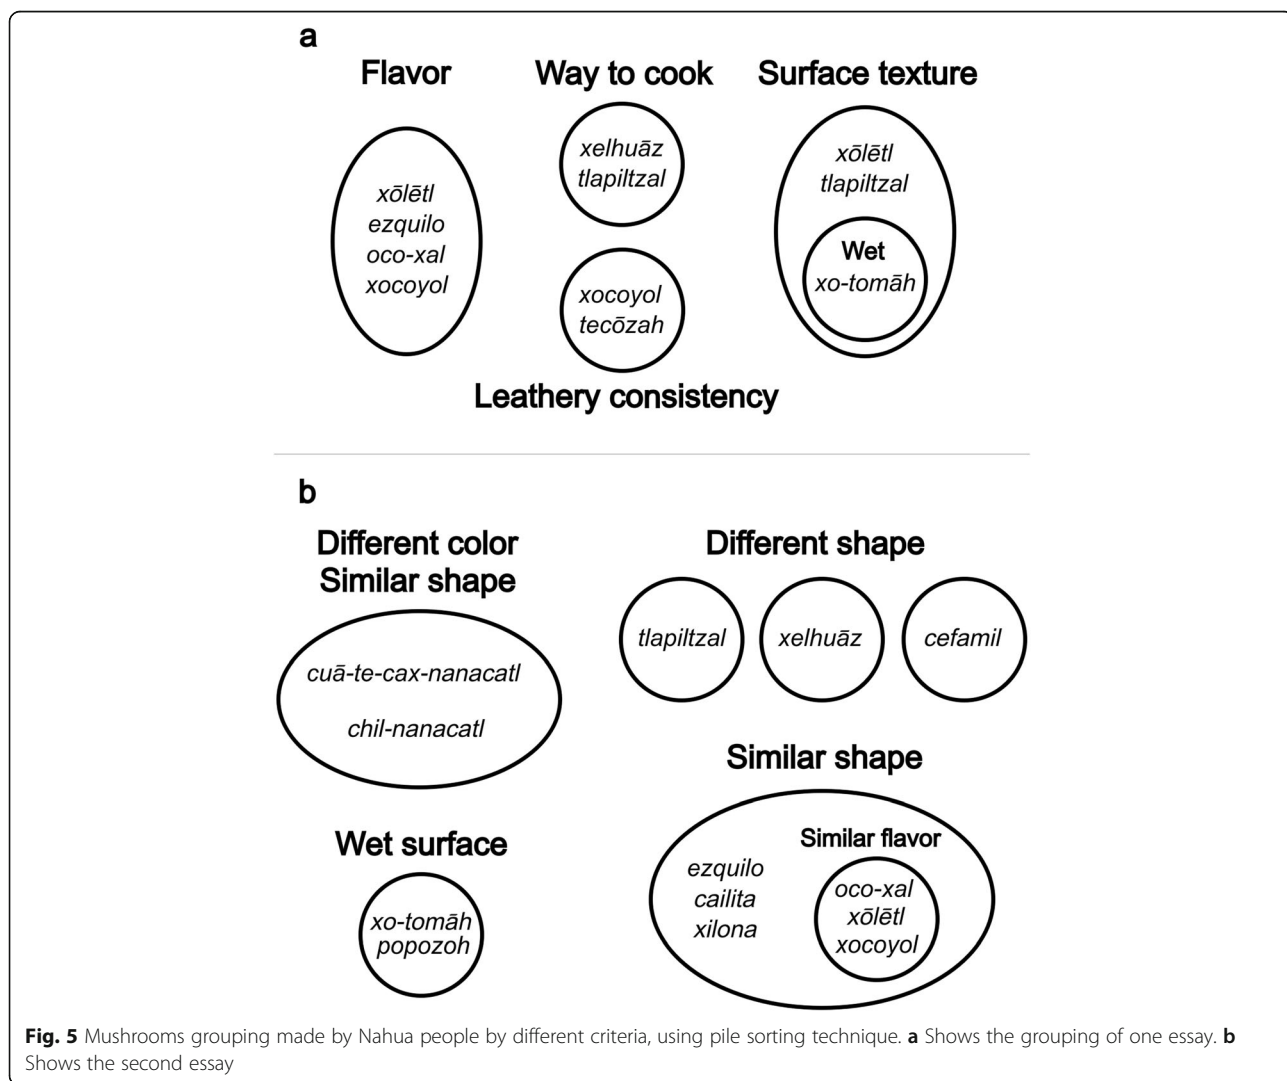 a
Flavor
xōlētl
ezquilo
oco-xal
xocoyol
Way to cook
xelhuāz
tlapiltzal
xocoyol
tecōzah
Leathery consistency
Surface texture
xōlētl
tlapiltzal
Wet
xo-tomāh
b
Different color
Similar shape
cuā-te-cax-nanacatl
chil-nanacatl
Different shape
tlapiltzal
xelhuāz
cefamil
Wet surface
xo-tomāh
popozoh
Similar shape
ezquilo
cailita
xilona
Similar flavor
oco-xal
xōlētl
xocoyol
Fig. 5 Mushrooms grouping made by Nahua people by different criteria, using pile sorting technique. a Shows the grouping of one essay. b
Shows the second essay